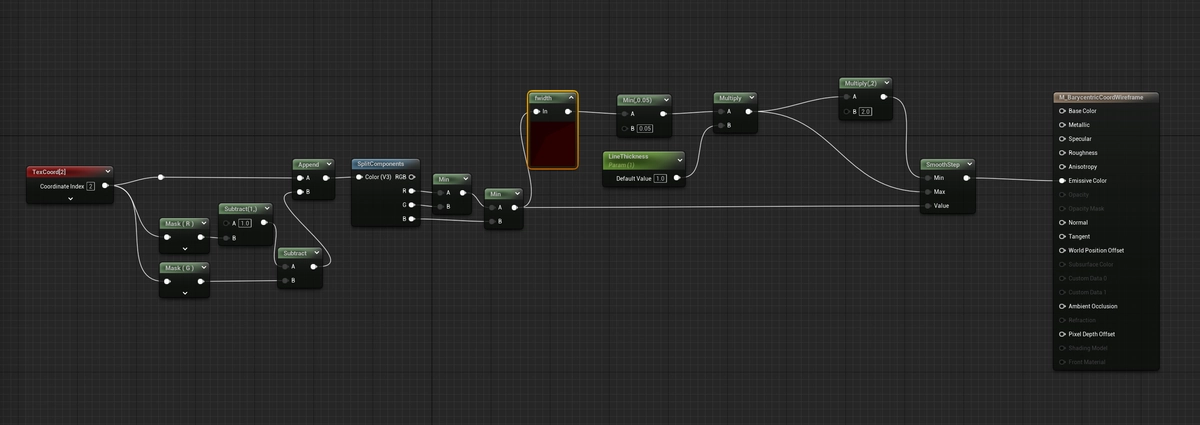 TexCoord[2]
Coordinate Index 2
Mask ( R )
Mask ( G )
Subtract(1,)
A 1.0
B
Subtract
A
B
Append
A
B
SplitComponents
Color (V3) RGB
R
G
B
Min
A
B
Min
A
B
fwidth
In
Min(,0.05)
A
B 0.05
LineThickness
Param (1)
Default Value 1.0
Multiply
A
B
Multiply(,2)
A
B 2.0
SmoothStep
Min
Max
Value
M_BarycentricCoordWireframe
Base Color
Metallic
Specular
Roughness
Anisotropy
Emissive Color
Opacity
Opacity Mask
Normal
Tangent
World Position Offset
Subsurface Color
Custom Data 0
Custom Data 1
Ambient Occlusion
Refraction
Pixel Depth Offset
Shading Model
Front Material